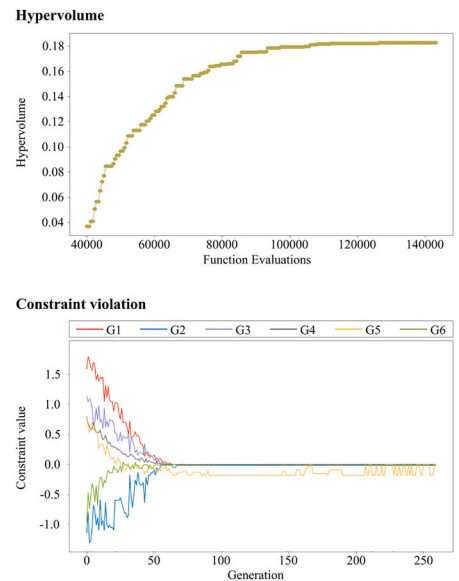 Hypervolume
0.18
0.16
0.14
0.12
0.10
0.08
0.06
0.04
Hypervolume
40000 60000 80000 100000 120000 140000
Function Evaluations
Constraint violation
G1 G2 G3 G4 G5 G6
1.5
1.0
0.5
0.0
-0.5
-1.0
Constraint value
0 50 100 150 200 250
Generation